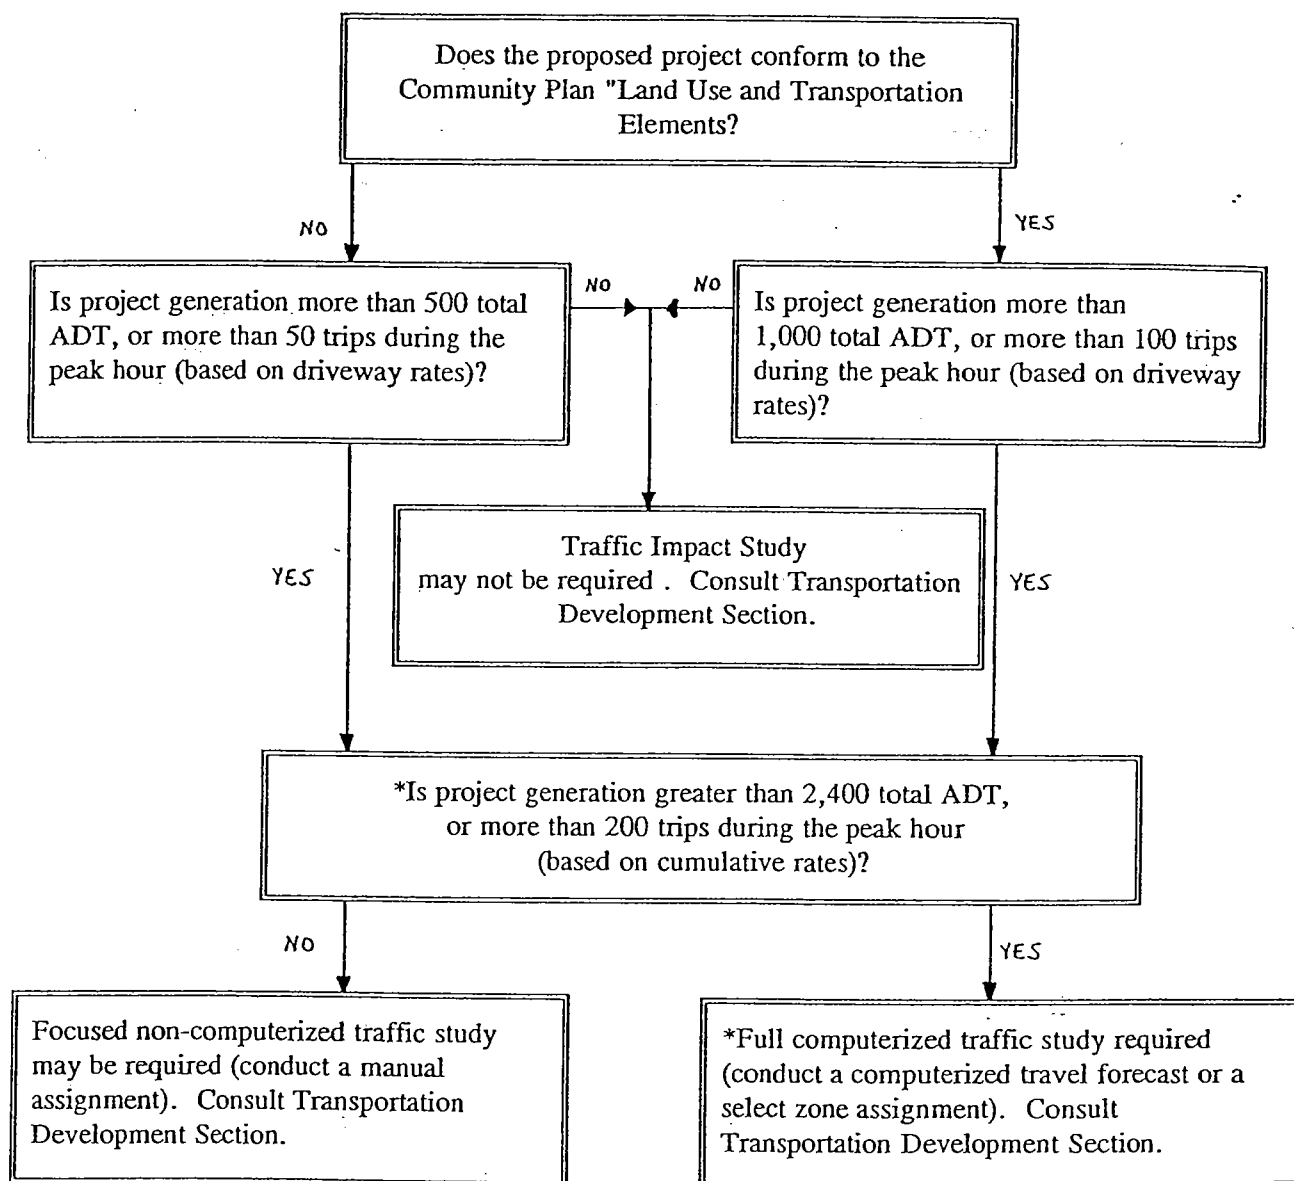 Does the proposed project conform to the
Community Plan "Land Use and Transportation
Elements?
NO
YES
Is project generation more than 500 total
ADT, or more than 50 trips during the
peak hour (based on driveway rates)?
NO
NO
Is project generation more than
1,000 total ADT, or more than 100 trips
during the peak hour (based on driveway
rates)?
YES
Traffic Impact Study
may not be required . Consult Transportation
Development Section.
YES
*Is project generation greater than 2,400 total ADT,
or more than 200 trips during the peak hour
(based on cumulative rates)?
NO
YES
Focused non-computerized traffic study
may be required (conduct a manual
assignment). Consult Transportation
Development Section.
*Full computerized traffic study required
(conduct a computerized travel forecast or a
select zone assignment). Consult
Transportation Development Section.